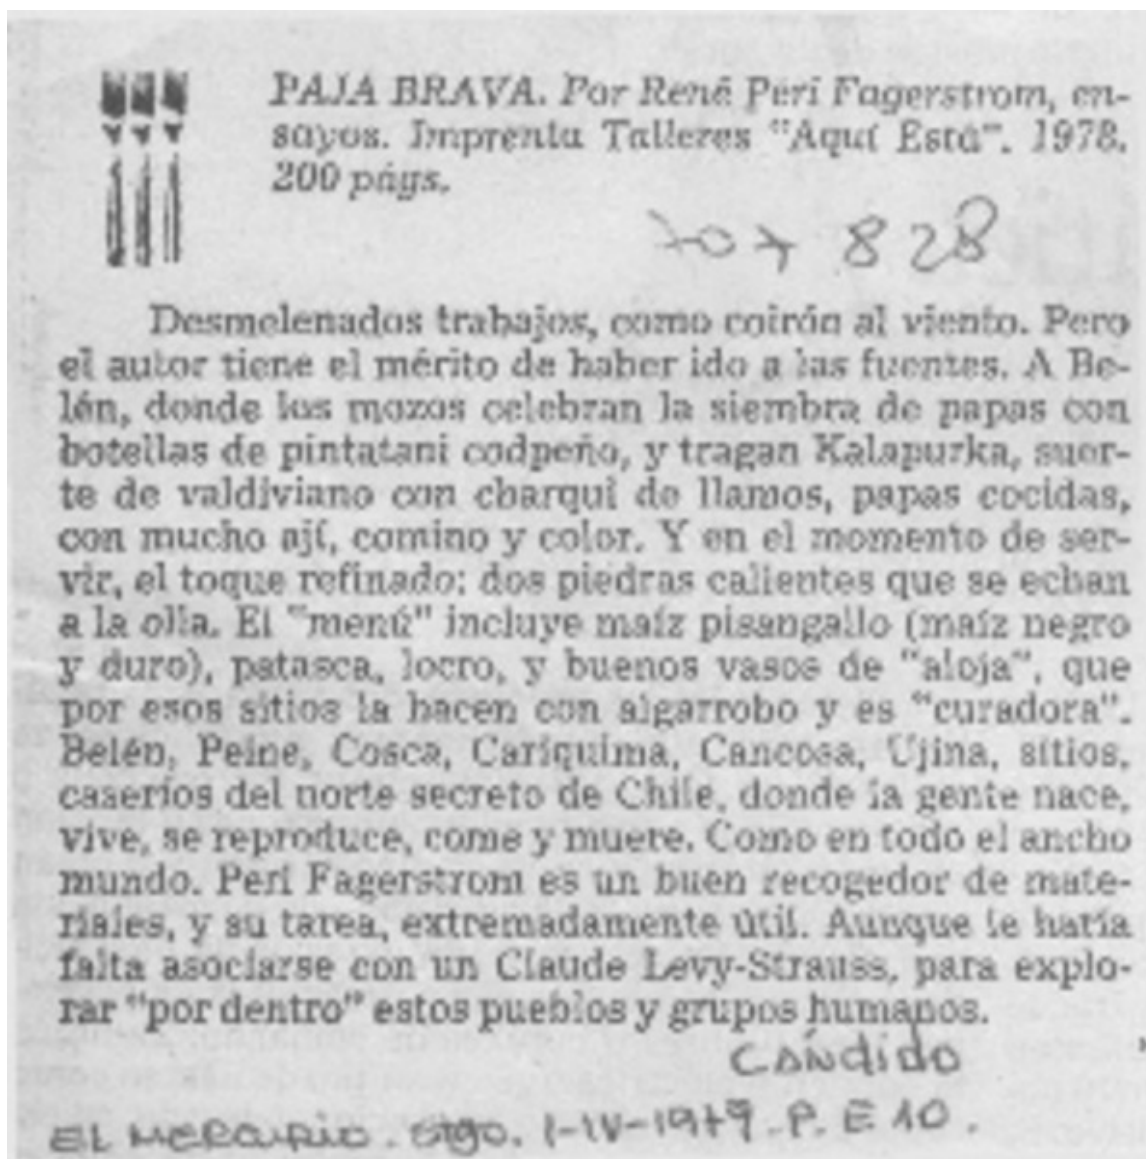 PAJA BRAVA. Por René Peri Fagerstrom, en-
sayos. Imprenta Talleres "Aquí Está". 1978.
200 págs.
707 828
Desmelenados trabajos, como coirón al viento. Pero
el autor tiene el mérito de haber ido a las fuentes. A Be-
lén, donde los mozos celebran la siembra de papas con
botellas de pintatani codpeño, y tragan Kalapurka, suer-
te de valdiviano con charqui de llamos, papas cocidas,
con mucho ají, comino y color. Y en el momento de ser-
vir, el toque refinado: dos piedras calientes que se echan
a la olla. El "menú" incluye maíz pisangallo (maíz negro
y duro), patasca, locro, y buenos vasos de "aloja", que
por esos sitios la hacen con algarrobo y es "curadora".
Belén, Peine, Cosca, Cariquima, Cancosa, Ujina, sitios,
caseríos del norte secreto de Chile, donde la gente nace,
vive, se reproduce, come y muere. Como en todo el ancho
mundo. Peri Fagerstrom es un buen recogedor de mate-
riales, y su tarea, extremadamente útil. Aunque le haría
falta asociarse con un Claude Levy-Strauss, para explo-
rar "por dentro" estos pueblos y grupos humanos.
CANdido
EL MERCURIO. Stgo. 1-IV-1979. P. E 10.